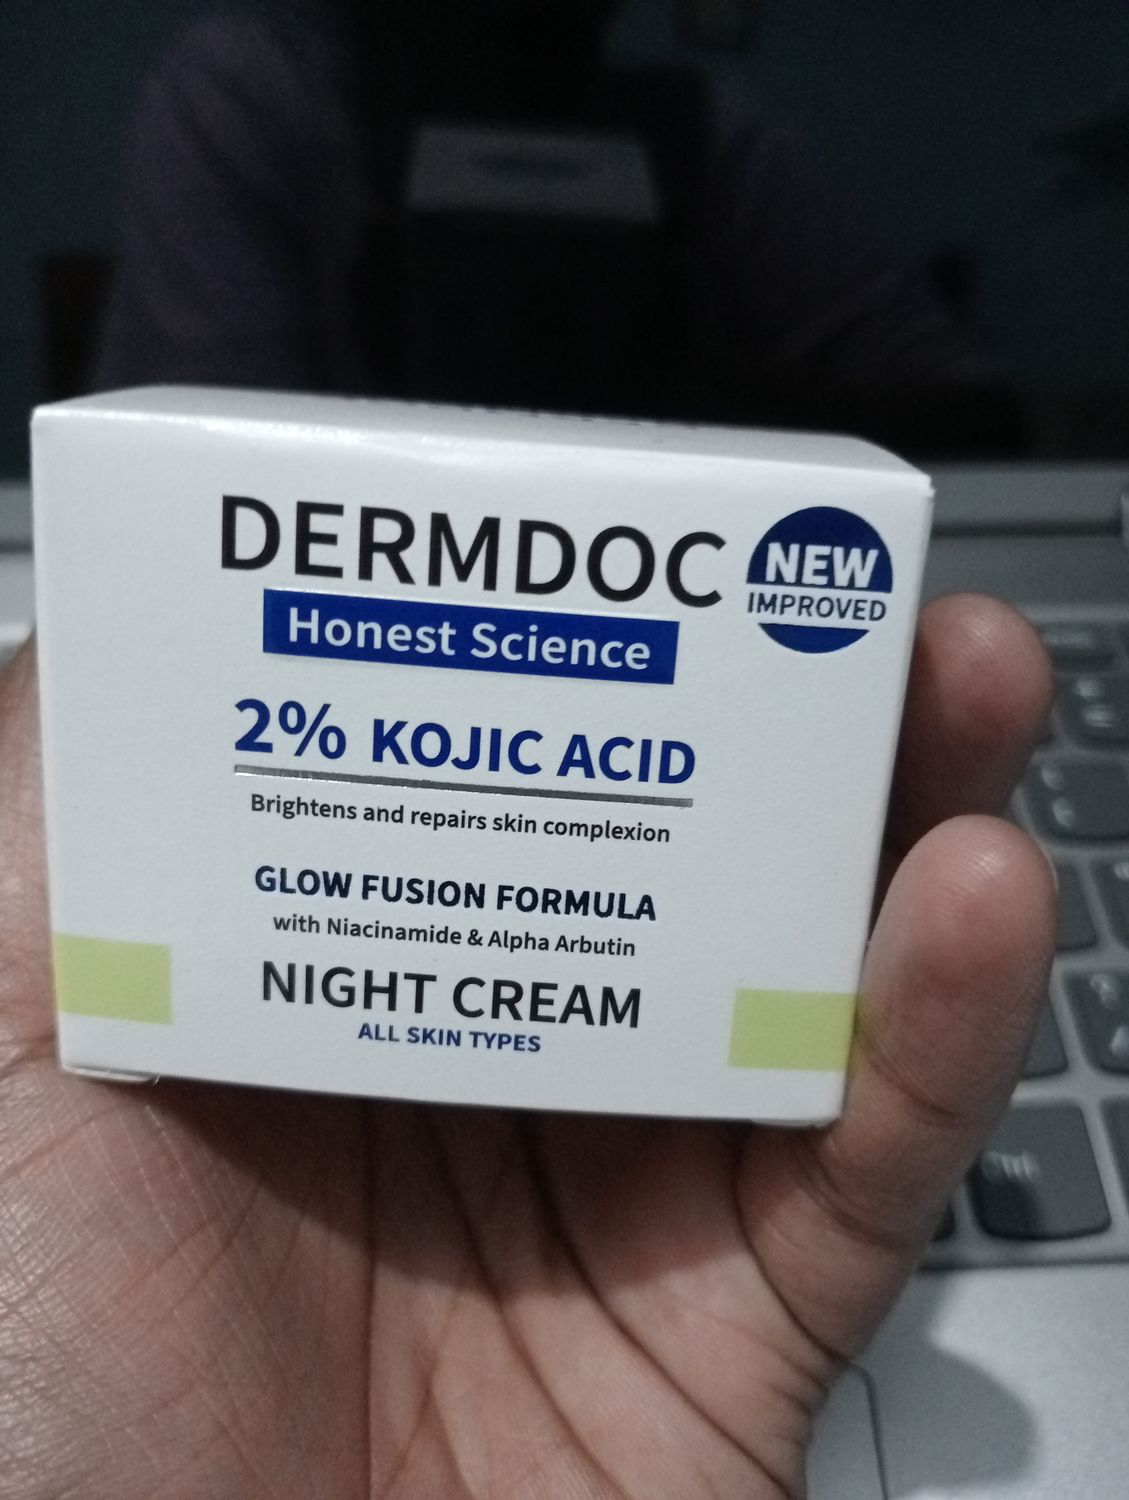 DERMDOC
NEW
IMPROVED
Honest Science
2% KOJIC ACID
Brightens and repairs skin complexion
GLOW FUSION FORMULA
with Niacinamide & Alpha Arbutin
NIGHT CREAM
ALL SKIN TYPES
Ctrl